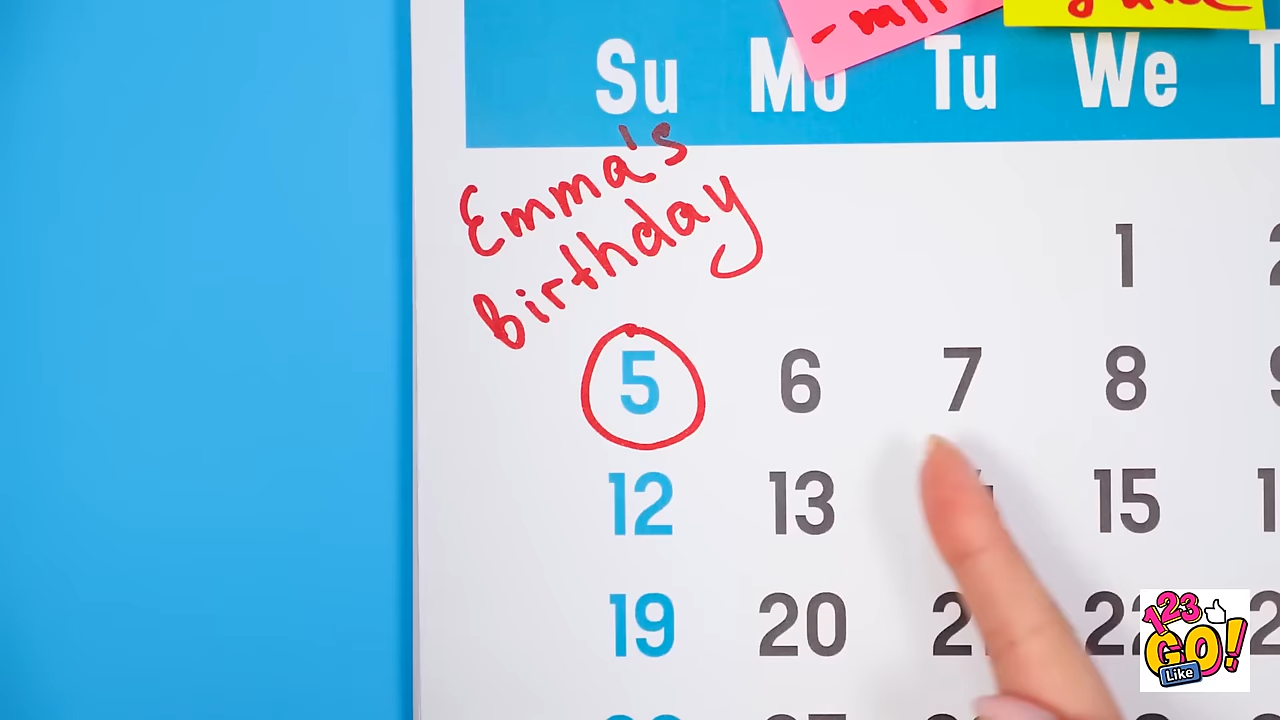 Su Mo Tu We
Emma's
Birthday
1
5 6 7 8
12 13 15
19 20
123
GO!
Like